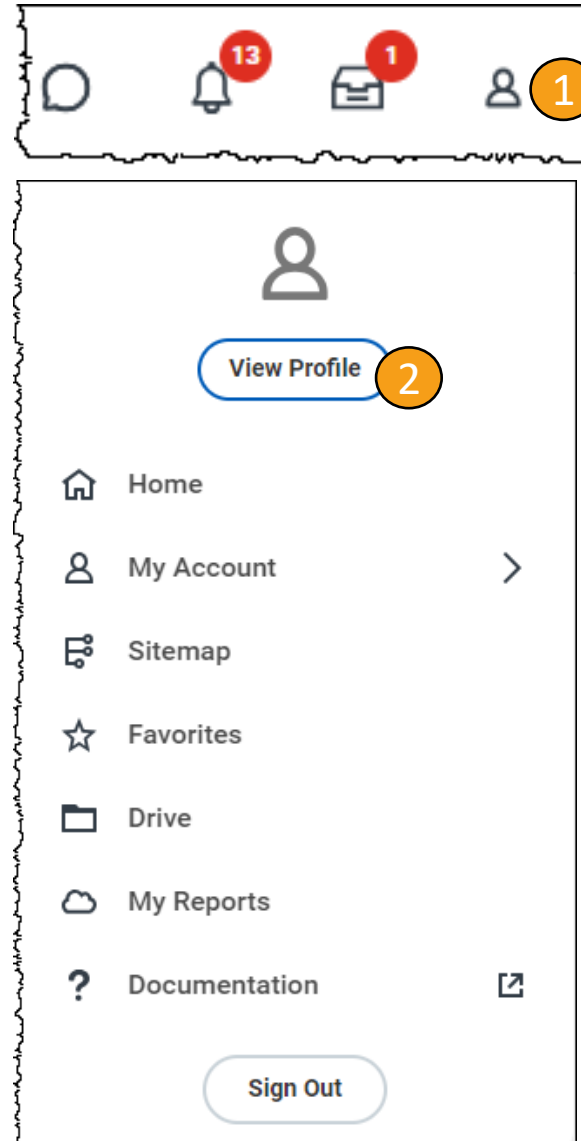 13
1
1
View Profile
2
Home
My Account
Sitemap
Favorites
Drive
My Reports
? Documentation
Sign Out